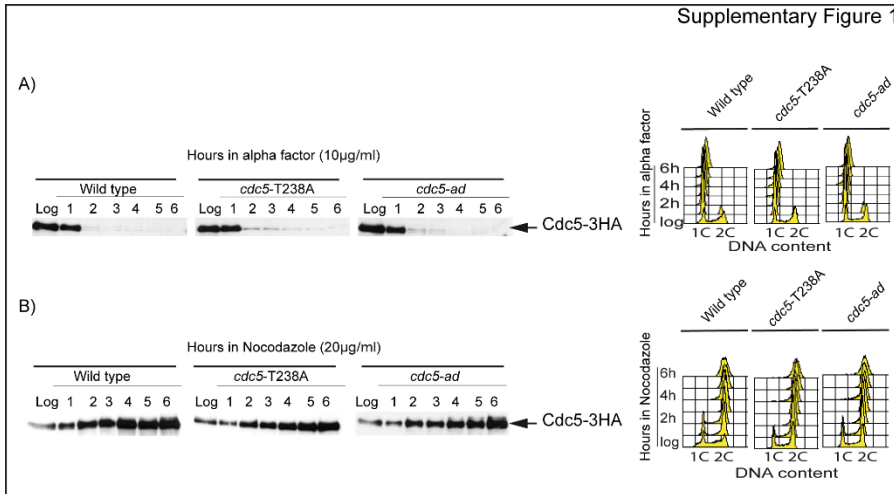 Supplementary Figure 1
A)
Hours in alpha factor (10µg/ml)
Wild type cdc5-T238A cdc5-ad
Log 1 2 3 4 5 6 Log 1 2 3 4 5 6 Log 1 2 3 4 5 6
Cdc5-3HA
Wild type cdc5-T238A cdc5-ad
Hours in alpha factor
6h
4h
2h
log
1C 2C 1C 2C 1C 2C
DNA content
B)
Hours in Nocodazole (20µg/ml)
Wild type cdc5-T238A cdc5-ad
Log 1 2 3 4 5 6 Log 1 2 3 4 5 6 Log 1 2 3 4 5 6
Cdc5-3HA
Wild type cdc5-T238A cdc5-ad
Hours in Nocodazole
6h
4h
2h
log
1C 2C 1C 2C 1C 2C
DNA content